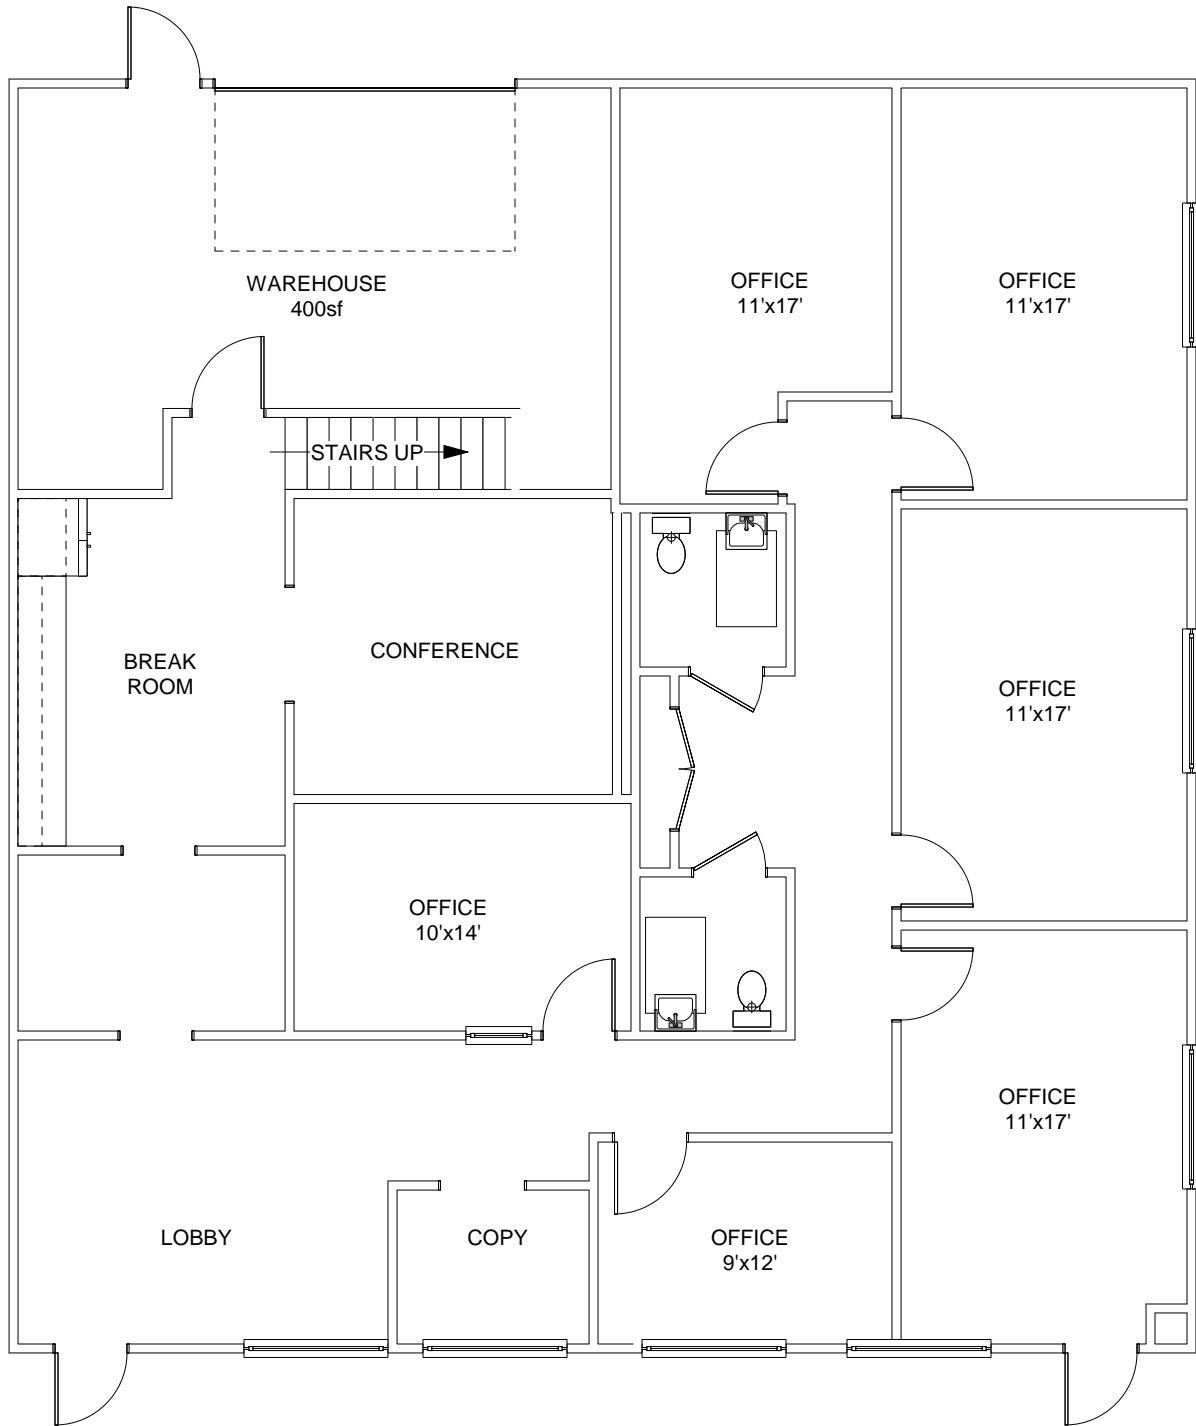 WAREHOUSE
400sf
OFFICE
11'x17'
OFFICE
11'x17'
STAIRS UP
BREAK
ROOM
CONFERENCE
OFFICE
11'x17'
OFFICE
10'x14'
OFFICE
11'x17'
LOBBY
COPY
OFFICE
9'x12'